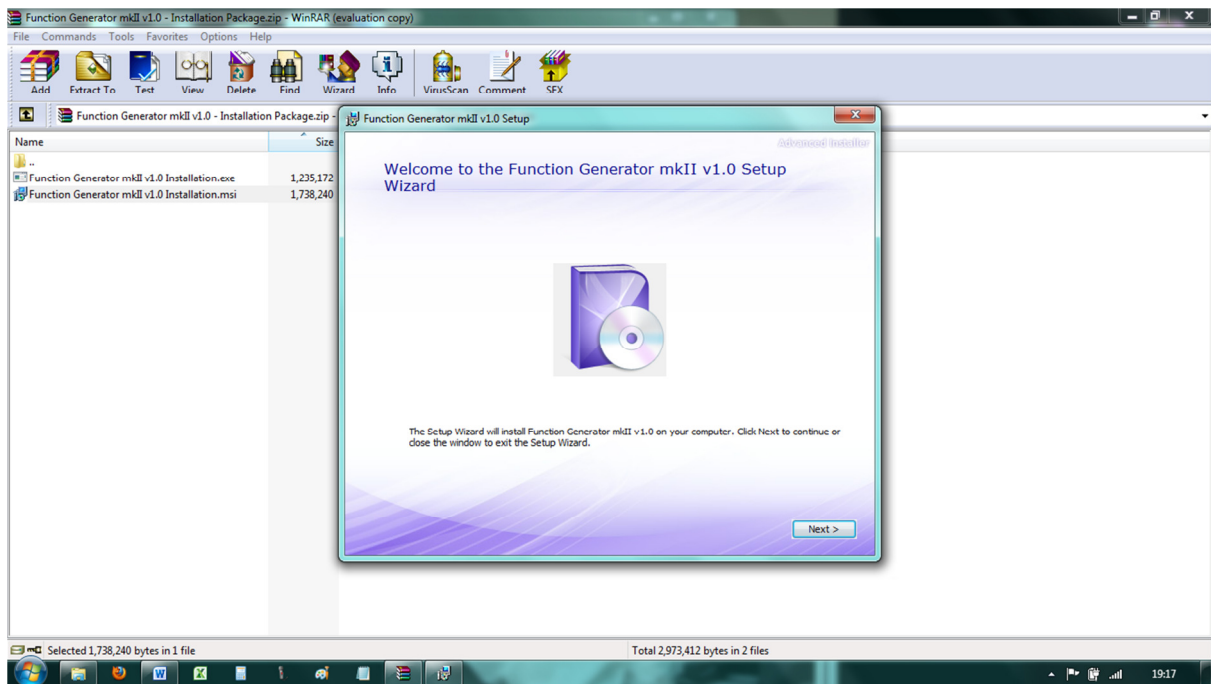 Function Generator mkII v1.0 - Installation Package.zip - WinRAR (evaluation copy)
File Commands Tools Favorites Options Help
Add Extract To Test View Delete Find Wizard Info VirusScan Comment SFX
Function Generator mkII v1.0 - Installation Package.zip -
Function Generator mkII v1.0 Setup
Name Size
Advanced Installer
..
Welcome to the Function Generator mkII v1.0 Setup
Wizard
Function Generator mkII v1.0 Installation.exe 1,235,172
Function Generator mkII v1.0 Installation.msi 1,738,240
The Setup Wizard will install Function Generator mkII v1.0 on your computer. Click Next to continue or
close the window to exit the Setup Wizard.
Next >
Selected 1,738,240 bytes in 1 file Total 2,973,412 bytes in 2 files
19:17